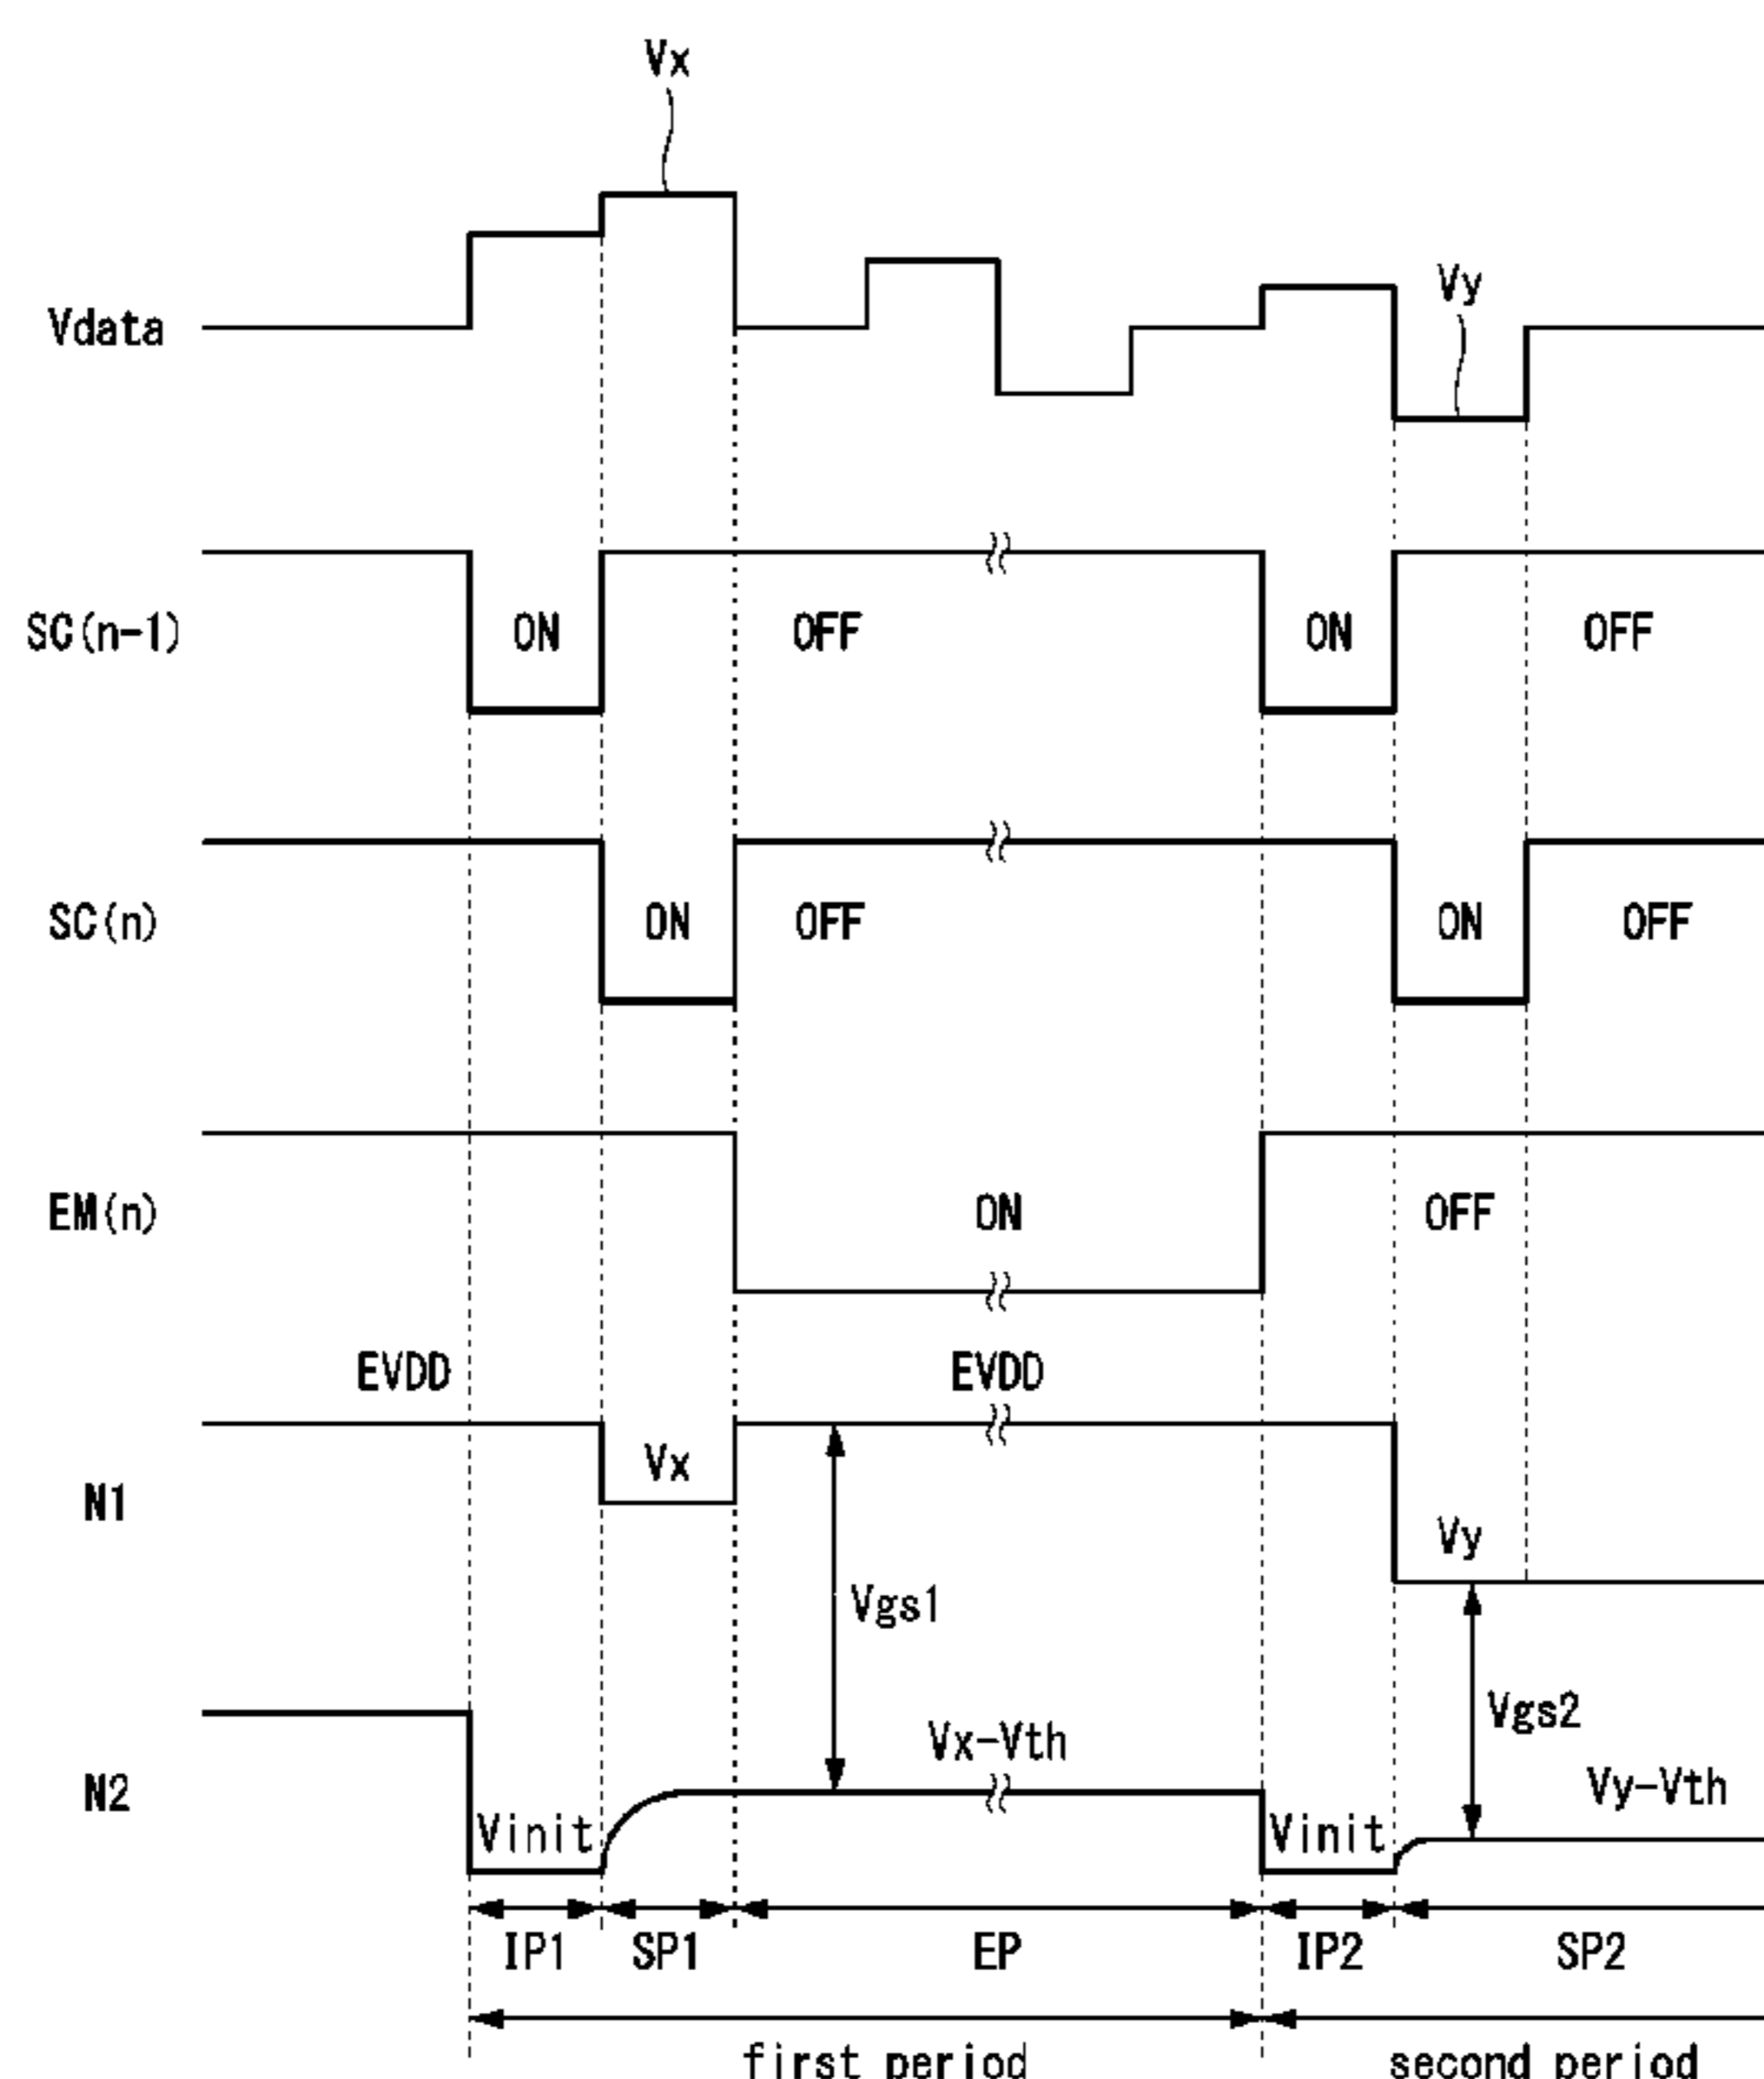 Vx
Vy
Vdata
SC(n-1)
ON
OFF
ON
OFF
SC(n)
ON
OFF
ON
OFF
EM(n)
ON
OFF
EVDD
EVDD
Vx
N1
Vy
Vgs1
Vgs2
Vx-Vth
N2
Vy-Vth
Vinit
Vinit
IP1
SP1
EP
IP2
SP2
first period
second period